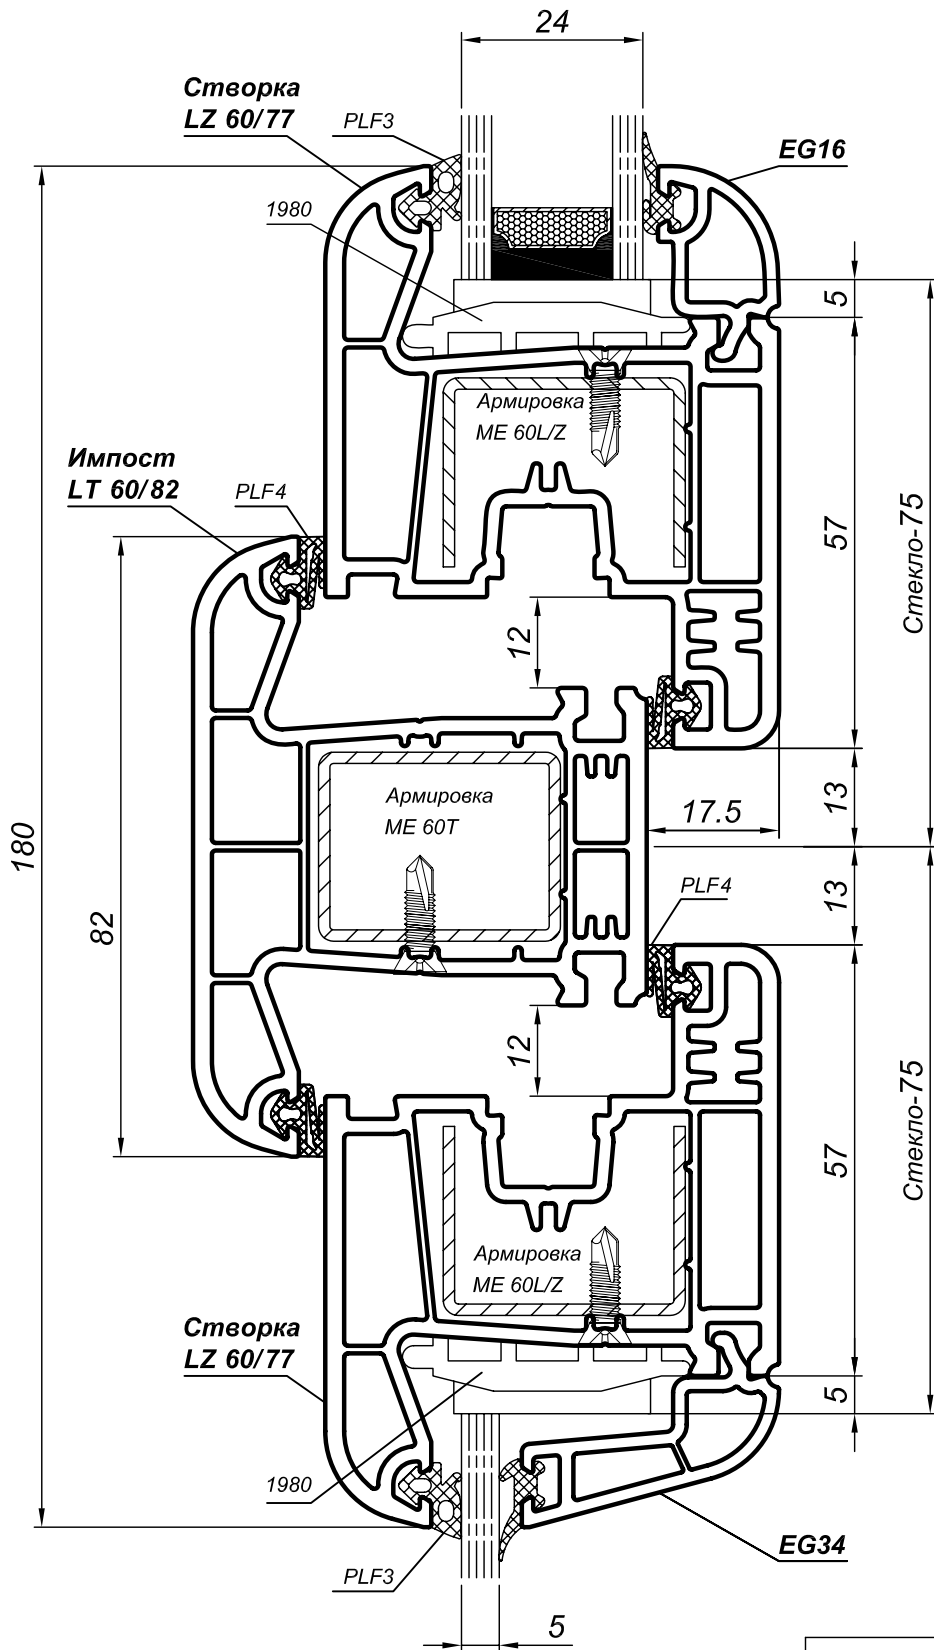 24
Створка
LZ 60/77
PLF3
EG16
1980
5
Армировка
ME 60L/Z
Импост
LT 60/82
PLF4
57
Стекло-75
12
13
17.5
Армировка
ME 60T
180
82
13
PLF4
12
57
Стекло-75
Армировка
ME 60L/Z
Створка
LZ 60/77
5
1980
EG34
PLF3
5